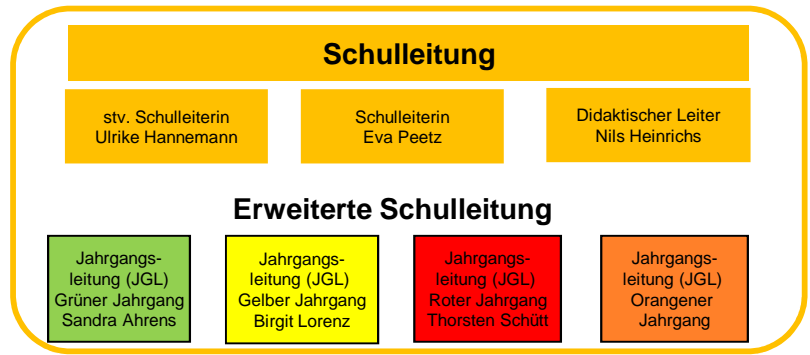 Schulleitung
stv. Schulleiterin
Ulrike Hannemann
Schulleiterin
Eva Peetz
Didaktischer Leiter
Nils Heinrichs
Erweiterte Schulleitung
Jahrgangs-
leitung (JGL)
Grüner Jahrgang
Sandra Ahrens
Jahrgangs-
leitung (JGL)
Gelber Jahrgang
Birgit Lorenz
Jahrgangs-
leitung (JGL)
Roter Jahrgang
Thorsten Schütt
Jahrgangs-
leitung (JGL)
Orangener
Jahrgang